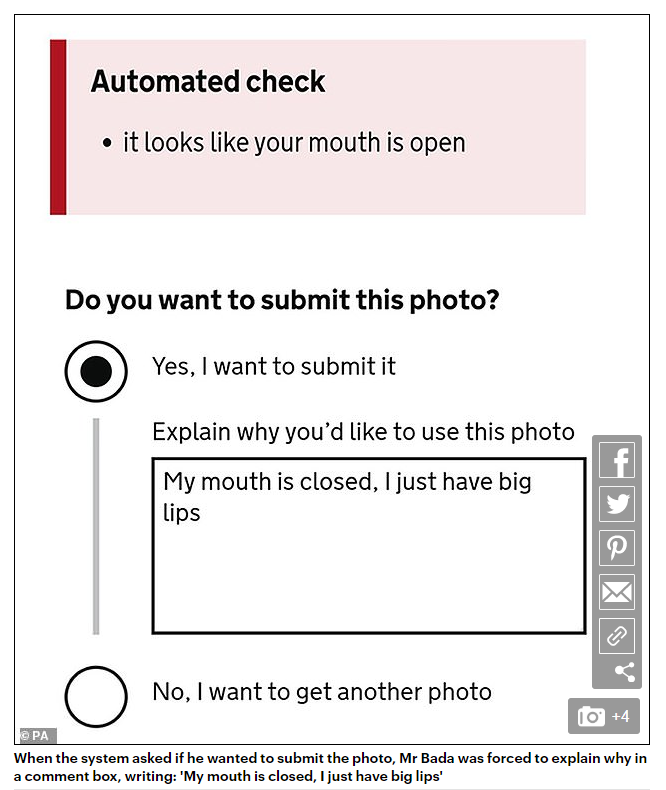 Automated check
• it looks like your mouth is open
Do you want to submit this photo?
Yes, I want to submit it
Explain why you’d like to use this photo
My mouth is closed, I just have big
lips
No, I want to get another photo
+4
© PA
When the system asked if he wanted to submit the photo, Mr Bada was forced to explain why in
a comment box, writing: 'My mouth is closed, I just have big lips'